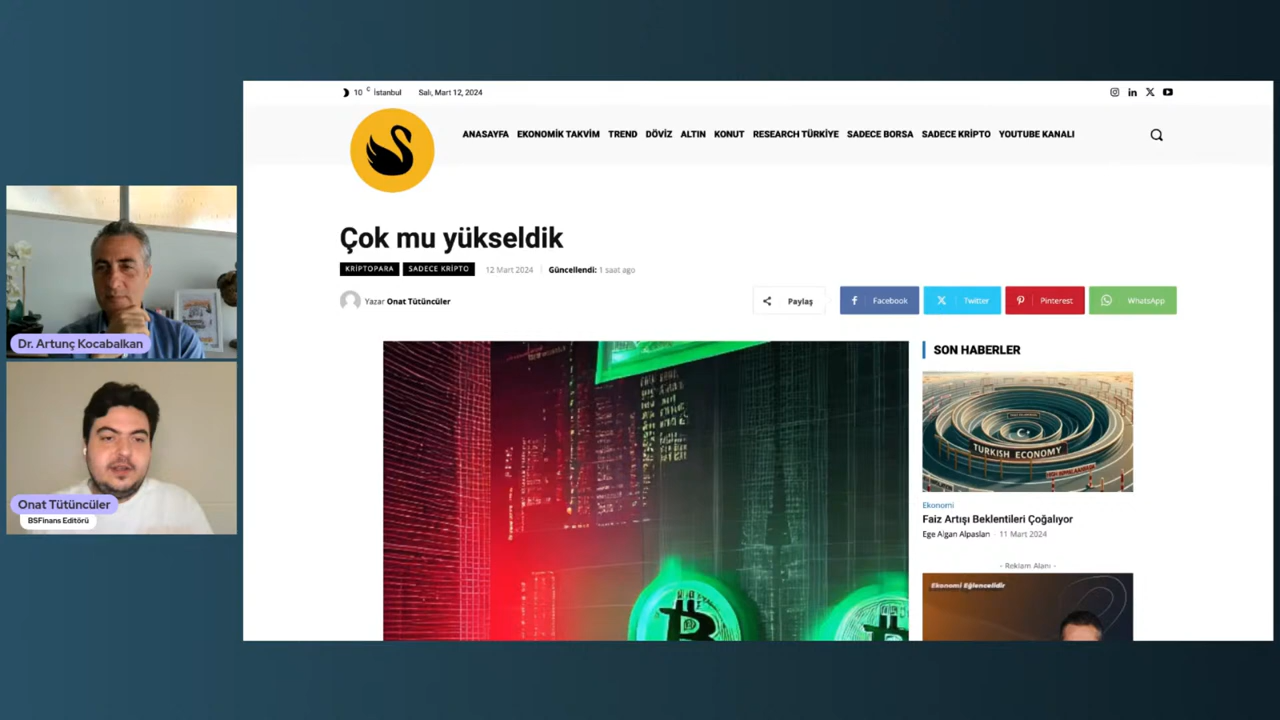 10 °C İstanbul Salı, Mart 12, 2024
ANASAYFA EKONOMİK TAKVİM TREND DÖVİZ ALTIN KONUT RESEARCH TÜRKİYE SADECE BORSA SADECE KRİPTO YOUTUBE KANALI
Çok mu yükseldik
KRİPTOPARA SADECE KRİPTO 12 Mart 2024 Güncellendi: 1 saat ago
Yazar Onat Tütüncüler
Paylaş Facebook Twitter Pinterest WhatsApp
Dr. Artunç Kocabalkan
Onat Tütüncüler
BSFinans Editörü
SON HABERLER
TURKISH ECONOMY
Ekonomi
Faiz Artışı Beklentileri Çoğalıyor
Ege Algan Alpaslan - 11 Mart 2024
- Reklam Alanı -
Ekonomi Eğlencelidir